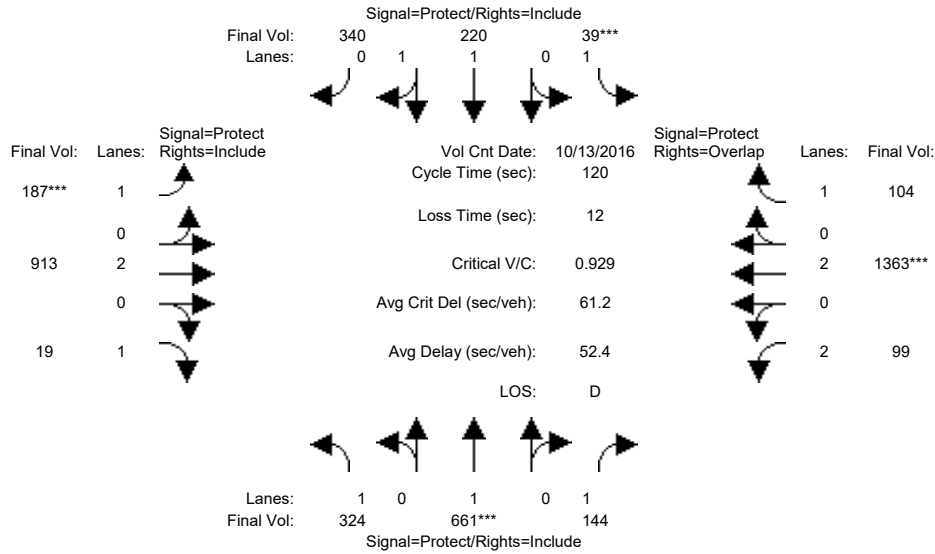 Signal=Protect/Rights=Include
Final Vol: 340 220 39***
Lanes: 0 1 1 0 1
Signal=Protect
Final Vol: Lanes: Rights=Include
Vol Cnt Date: 10/13/2016
Signal=Protect
Rights=Overlap Lanes: Final Vol:
Cycle Time (sec): 120
187*** 1
1 104
Loss Time (sec): 12
0
0
913 2
Critical V/C: 0.929
2 1363***
0
Avg Crit Del (sec/veh): 61.2
0
19 1
Avg Delay (sec/veh): 52.4
2 99
LOS: D
Lanes: 1 0 1 0 1
Final Vol: 324 661*** 144
Signal=Protect/Rights=Include